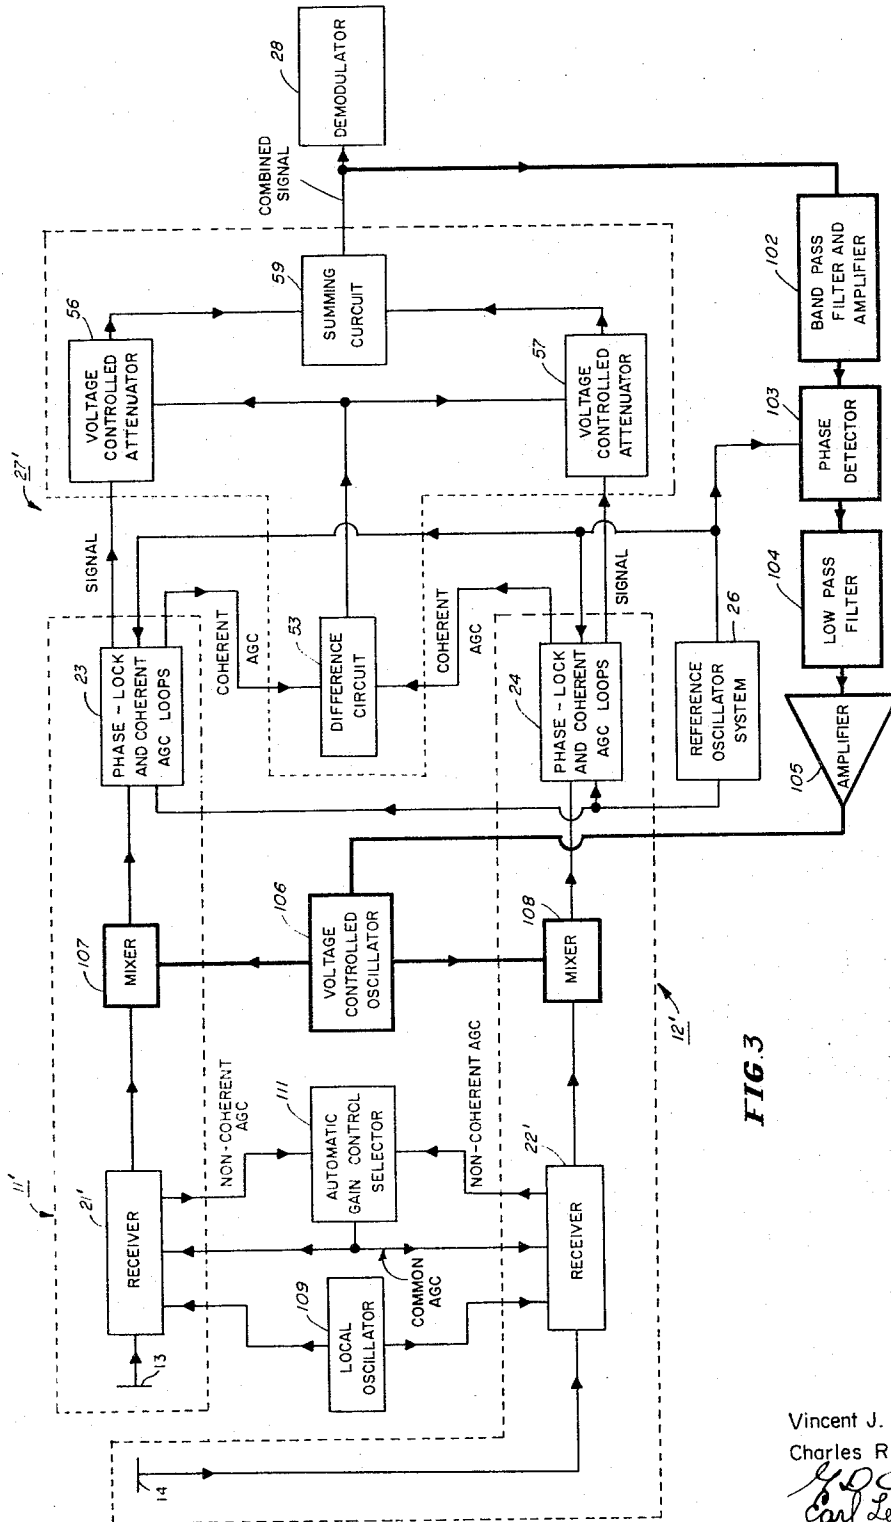 11'
13
21'
RECEIVER
107
MIXER
23
PHASE-LOCK
AND COHERENT
AGC LOOPS
SIGNAL
27'
56
VOLTAGE
CONTROLLED
ATTENUATOR
NON-COHERENT
AGC
COHERENT
AGC
109
LOCAL
OSCILLATOR
111
AUTOMATIC
GAIN CONTROL
SELECTOR
COMMON
AGC
106
VOLTAGE
CONTROLLED
OSCILLATOR
53
DIFFERENCE
CIRCUIT
59
SUMMING
CURCUIT
COMBINED
SIGNAL
28
DEMODULATOR
NON-COHERENT AGC
COHERENT
AGC
14
22'
RECEIVER
108
MIXER
24
PHASE-LOCK
AND COHERENT
AGC LOOPS
SIGNAL
57
VOLTAGE
CONTROLLED
ATTENUATOR
12'
26
REFERENCE
OSCILLATOR
SYSTEM
105
AMPLIFIER
104
LOW PASS
FILTER
103
PHASE
DETECTOR
102
BAND PASS
FILTER AND
AMPLIFIER
FIG 3
Vincent J.
Charles R
Carl